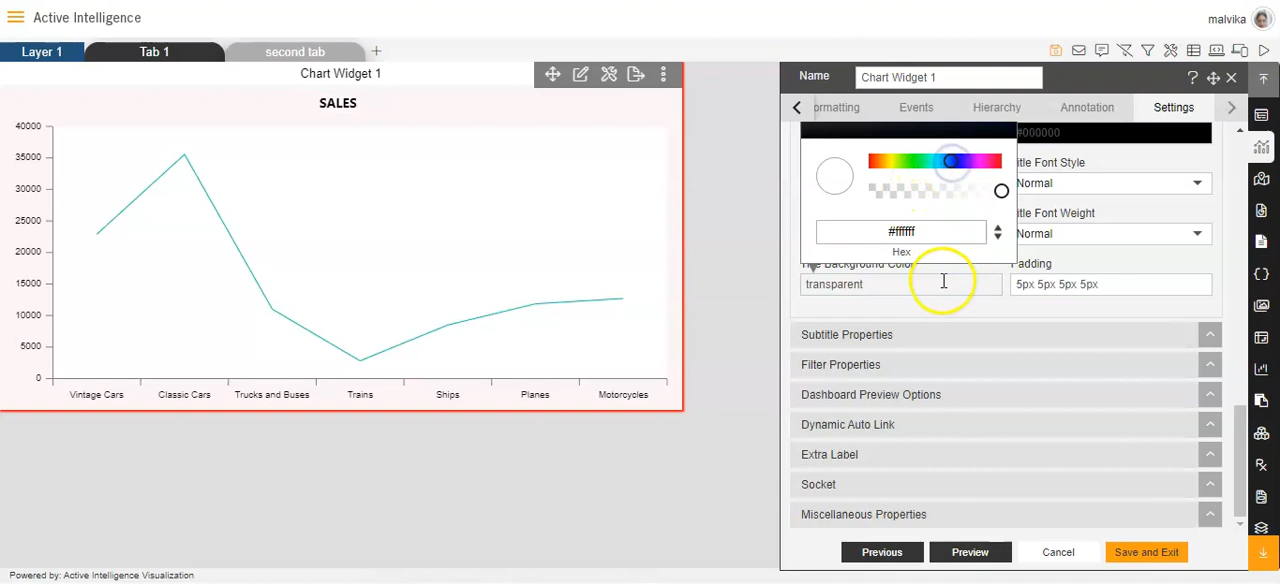 Active Intelligence
malvika
Layer 1
Tab 1
second tab
+
Chart Widget 1
SALES
40000
35000
30000
25000
20000
15000
10000
5000
0
Vintage Cars
Classic Cars
Trucks and Buses
Trains
Ships
Planes
Motorcycles
Name
Chart Widget 1
?
ormatting
Events
Hierarchy
Annotation
Settings
#000000
itle Font Style
Normal
itle Font Weight
Normal
#ffffff
Hex
Title Background Color
Padding
transparent
5px 5px 5px 5px
Subtitle Properties
Filter Properties
Dashboard Preview Options
Dynamic Auto Link
Extra Label
Socket
Miscellaneous Properties
Previous
Preview
Cancel
Save and Exit
Powered by: Active Intelligence Visualization